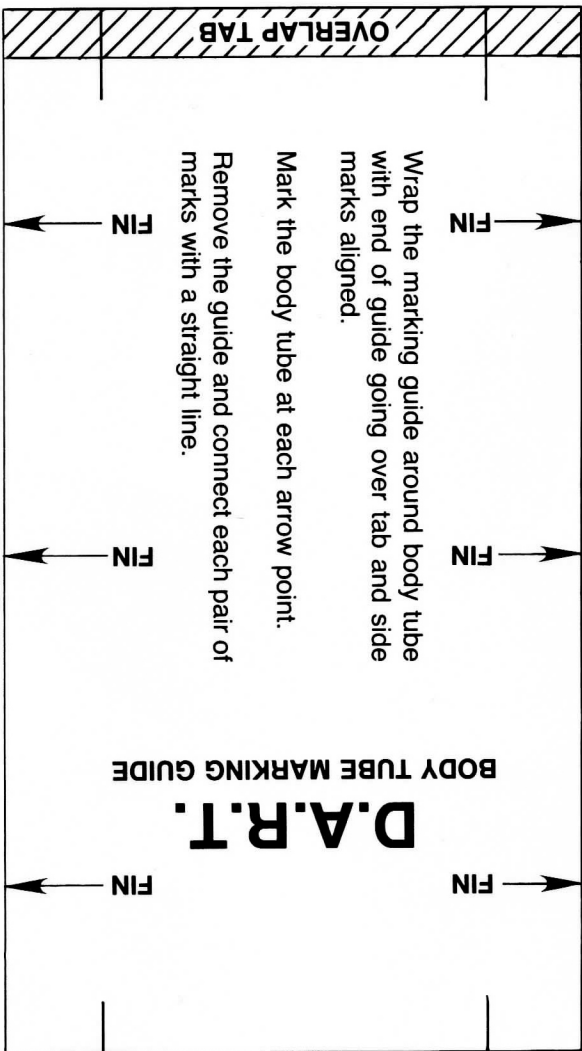 FIN
FIN
D.A.R.T.
BODY TUBE MARKING GUIDE
FIN
FIN
FIN
FIN
OVERLAP TAB
Wrap the marking guide around body tube
with end of guide going over tab and side
marks aligned.
Mark the body tube at each arrow point.
Remove the guide and connect each pair of
marks with a straight line.